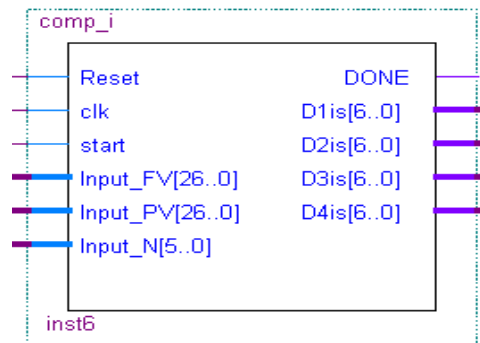 comp_i
Reset DONE
clk D1is[6..0]
start D2is[6..0]
Input_FV[26..0] D3is[6..0]
Input_PV[26..0] D4is[6..0]
Input_N[5..0]
inst6